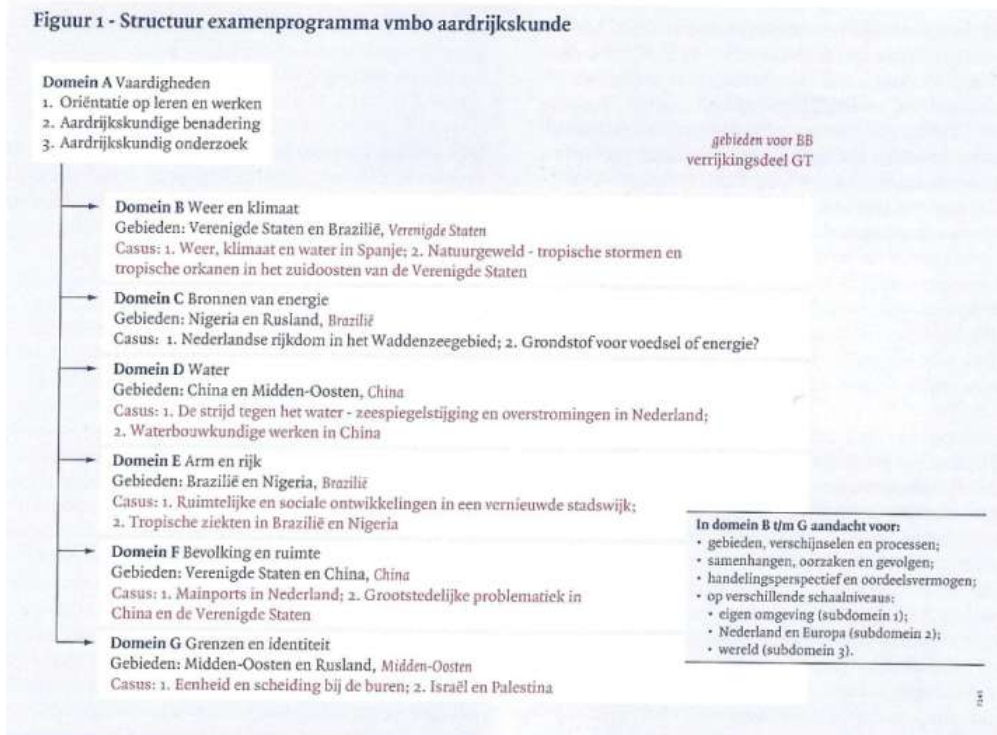 Figuur 1 - Structuur examenprogramma vmbo aardrijkskunde
Domein A Vaardigheden
1. Oriëntatie op leren en werken
2. Aardrijkskundige benadering
3. Aardrijkskundig onderzoek
gebieden voor BB
verrijkingsdeel GT
Domein B Weer en klimaat
Gebieden: Verenigde Staten en Brazilië, Verenigde Staten
Casus: 1. Weer, klimaat en water in Spanje; 2. Natuurgeweld - tropische stormen en
tropische orkanen in het zuidoosten van de Verenigde Staten
Domein C Bronnen van energie
Gebieden: Nigeria en Rusland, Brazilië
Casus: 1. Nederlandse rijkdom in het Waddenzeegebied; 2. Grondstof voor voedsel of energie?
Domein D Water
Gebieden: China en Midden-Oosten, China
Casus: 1. De strijd tegen het water - zeespiegelstijging en overstromingen in Nederland;
2. Waterbouwkundige werken in China
Domein E Arm en rijk
Gebieden: Brazilië en Nigeria, Brazilië
Casus: 1. Ruimtelijke en sociale ontwikkelingen in een vernieuwde stadswijk;
2. Tropische ziekten in Brazilië en Nigeria
Domein F Bevolking en ruimte
Gebieden: Verenigde Staten en China, China
Casus: 1. Mainports in Nederland; 2. Grootstedelijke problematiek in
China en de Verenigde Staten
Domein G Grenzen en identiteit
Gebieden: Midden-Oosten en Rusland, Midden-Oosten
Casus: 1. Eenheid en scheiding bij de buren; 2. Israël en Palestina
In domein B t/m G aandacht voor:
• gebieden, verschijnselen en processen;
• samenhangen, oorzaken en gevolgen;
• handelingsperspectief en oordeelsvermogen;
• op verschillende schaalniveaus:
• eigen omgeving (subdomein 1);
• Nederland en Europa (subdomein 2);
• wereld (subdomein 3).